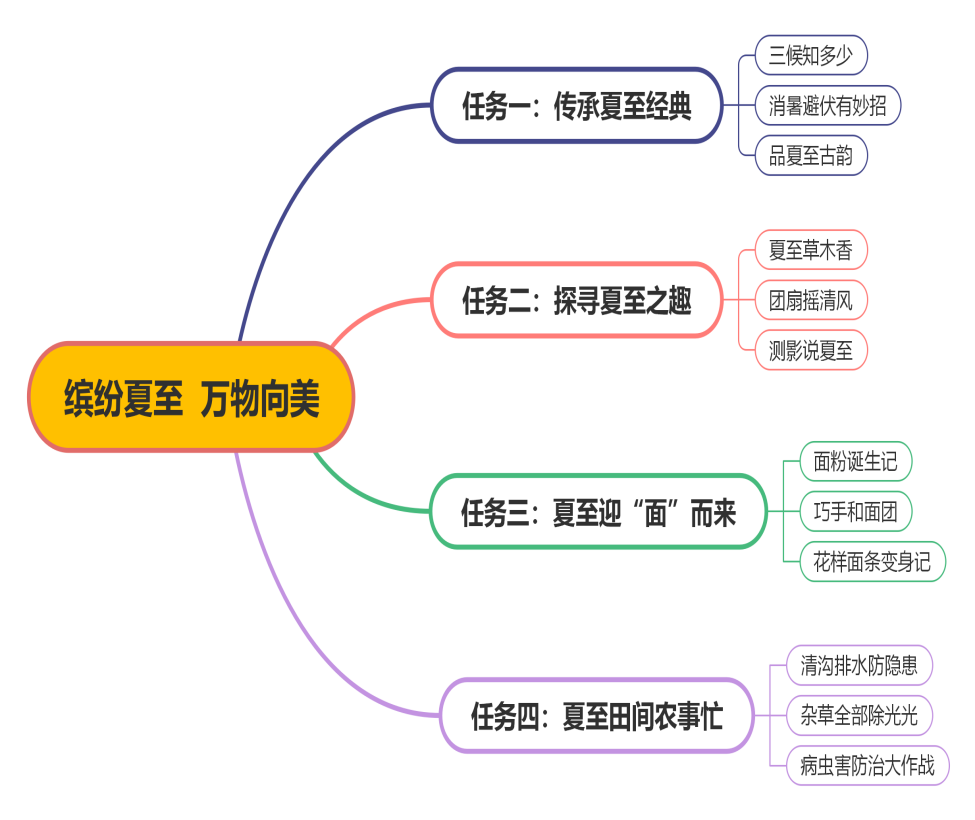 缤纷夏至 万物向美
任务一：传承夏至经典
三候知多少
消暑避伏有妙招
品夏至古韵
任务二：探寻夏至之趣
夏至草木香
团扇摇清风
测影说夏至
任务三：夏至迎“面”而来
面粉诞生记
巧手和面团
花样面条变身记
任务四：夏至田间农事忙
清沟排水防隐患
杂草全部除光光
病虫害防治大作战